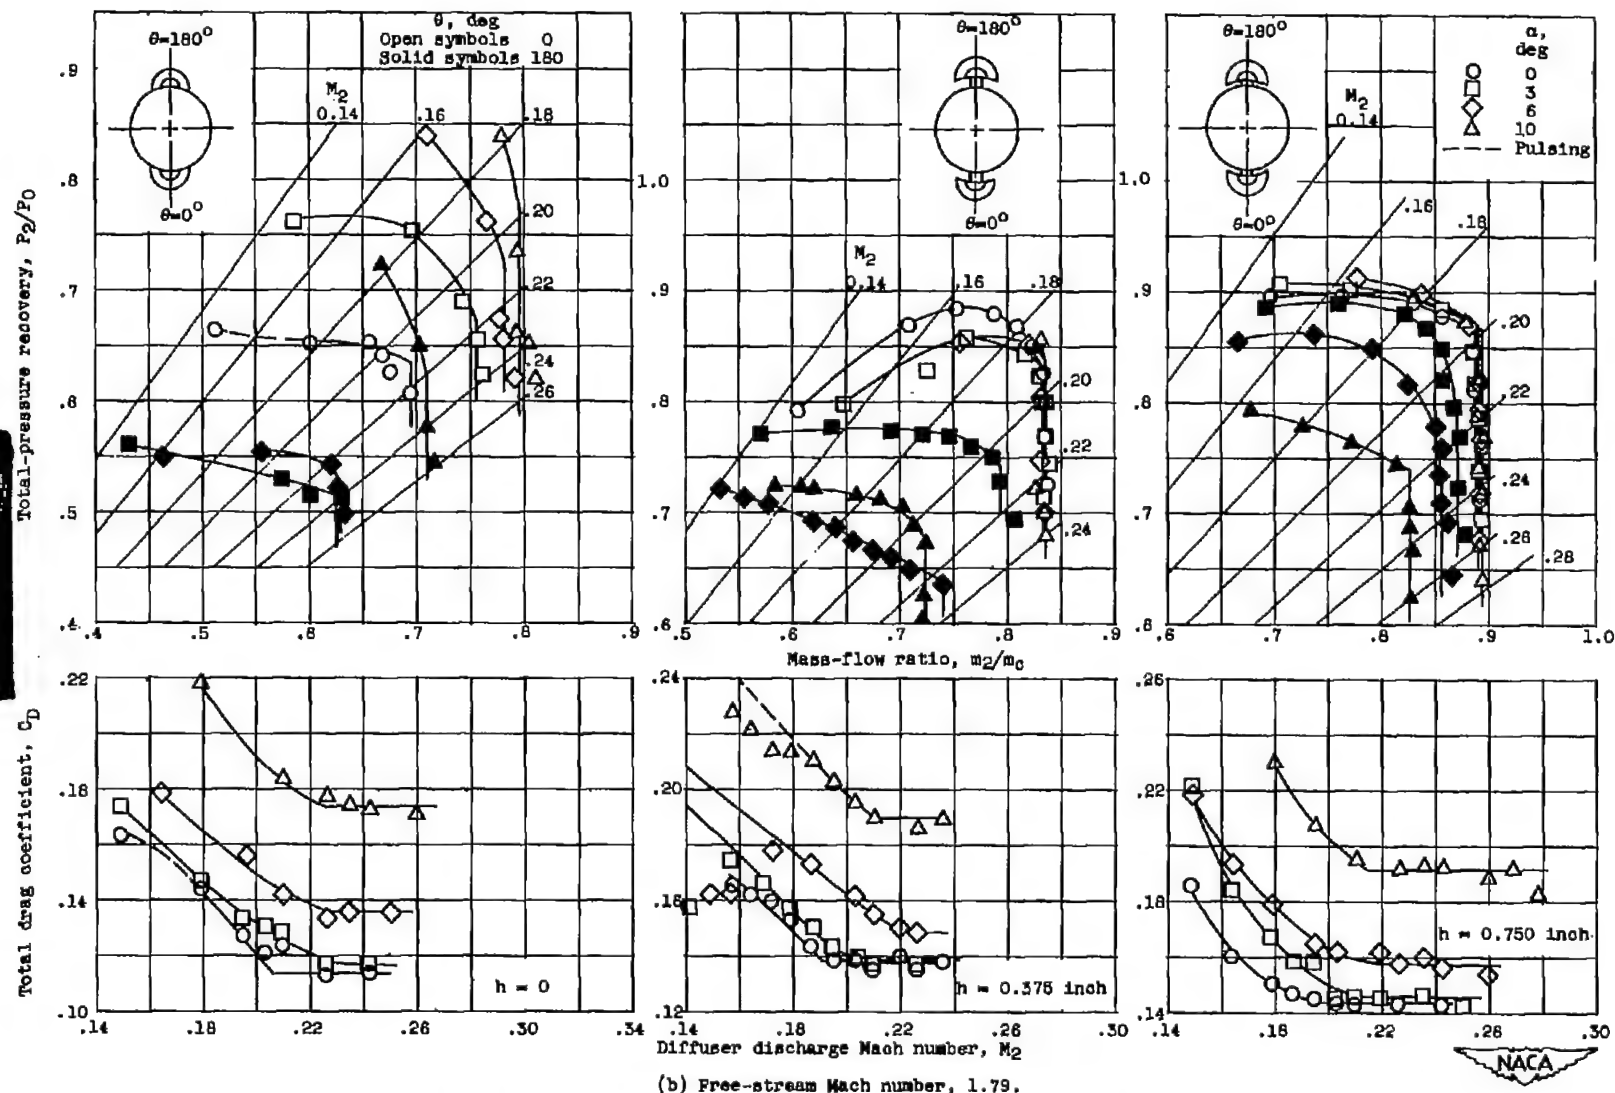 θ, deg
Open symbols 0
Solid symbols 180
θ=180°
θ=0°
M2
0.14
.16
.18
.20
.22
.24
.26
.9
.8
.7
.6
.5
.4
.4 .5 .6 .7 .8 .9
Total-pressure recovery, P2/P0
θ=180°
θ=0°
M2
0.14
.16
.18
.20
.22
.24
1.0
.9
.8
.7
.6
.5 .6 .7 .8 .9
Mass-flow ratio, m2/m0
θ=180°
θ=0°
M2
0.14
.16
.18
.20
.22
.24
.26
.28
α,
deg
0
3
6
10
Pulsing
1.0
.9
.8
.7
.6
.6 .7 .8 .9 1.0
Total drag coefficient, CD
.22
.18
.14
.10
h = 0
.14 .18 .22 .26 .30 .34
.24
.20
.16
.12
h = 0.375 inch
.14 .18 .22 .26 .30
.26
.22
.18
.14
h = 0.750 inch
.14 .18 .22 .26 .30
Diffuser discharge Mach number, M2
(b) Free-stream Mach number, 1.79.
NACA